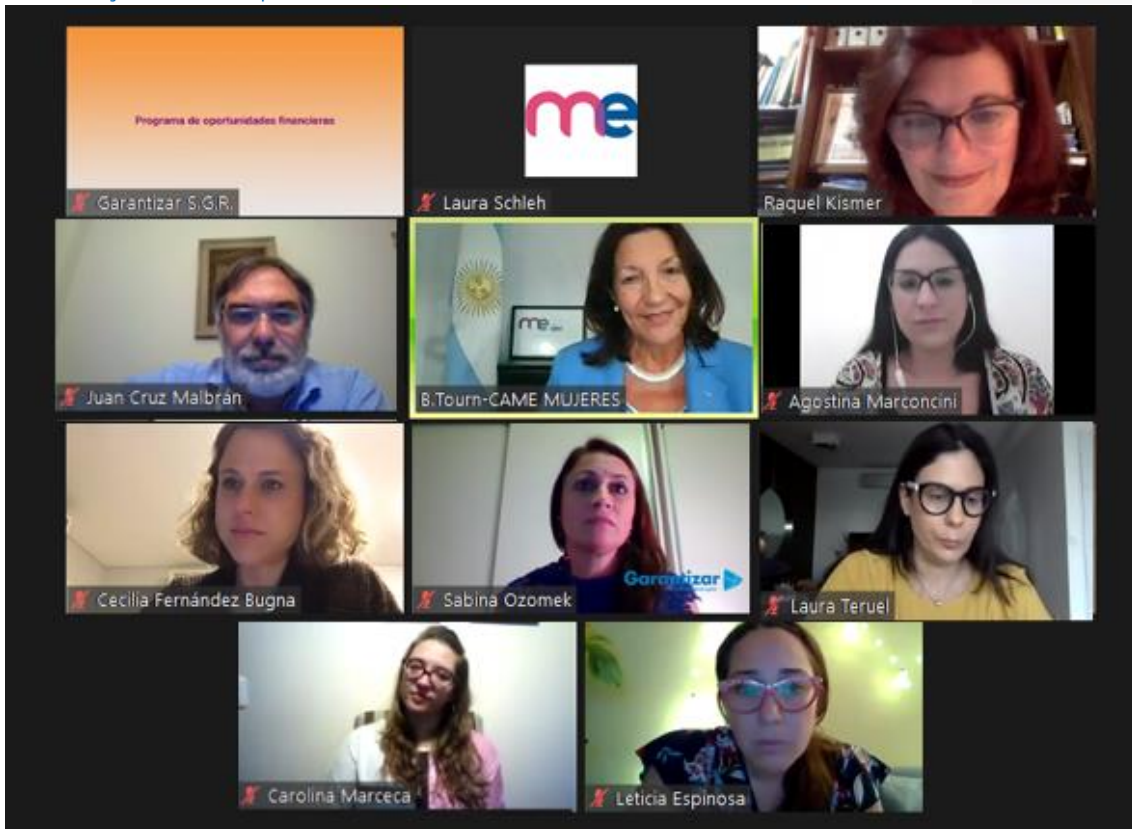 Programa de oportunidades financieras
Garantizar S.G.R.
me
Laura Schleh
Raquel Kismer
Juan Cruz Malbrán
me
B.Tourn-CAME MUJERES
Agostina Marconcini
Cecilia Fernández Bugna
Garantizar
Sabina Ozomek
Laura Teruel
Carolina Marceca
Leticia Espinosa